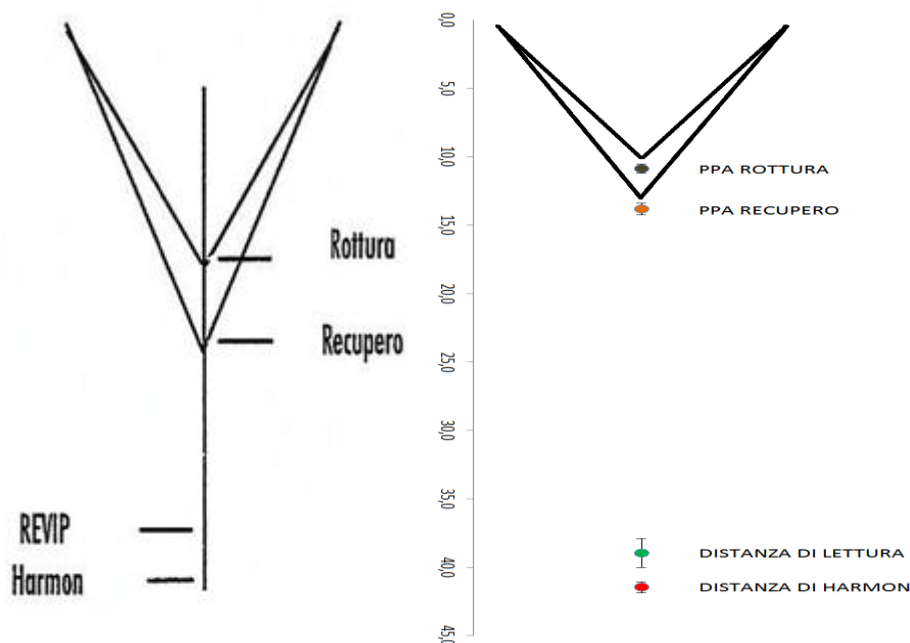 Rottura
Recupero
REVIP
Harmon
0,0
5,0
10,0
15,0
20,0
25,0
30,0
35,0
40,0
45,0
PPA ROTTURA
PPA RECUPERO
DISTANZA DI LETTURA
DISTANZA DI HARMON